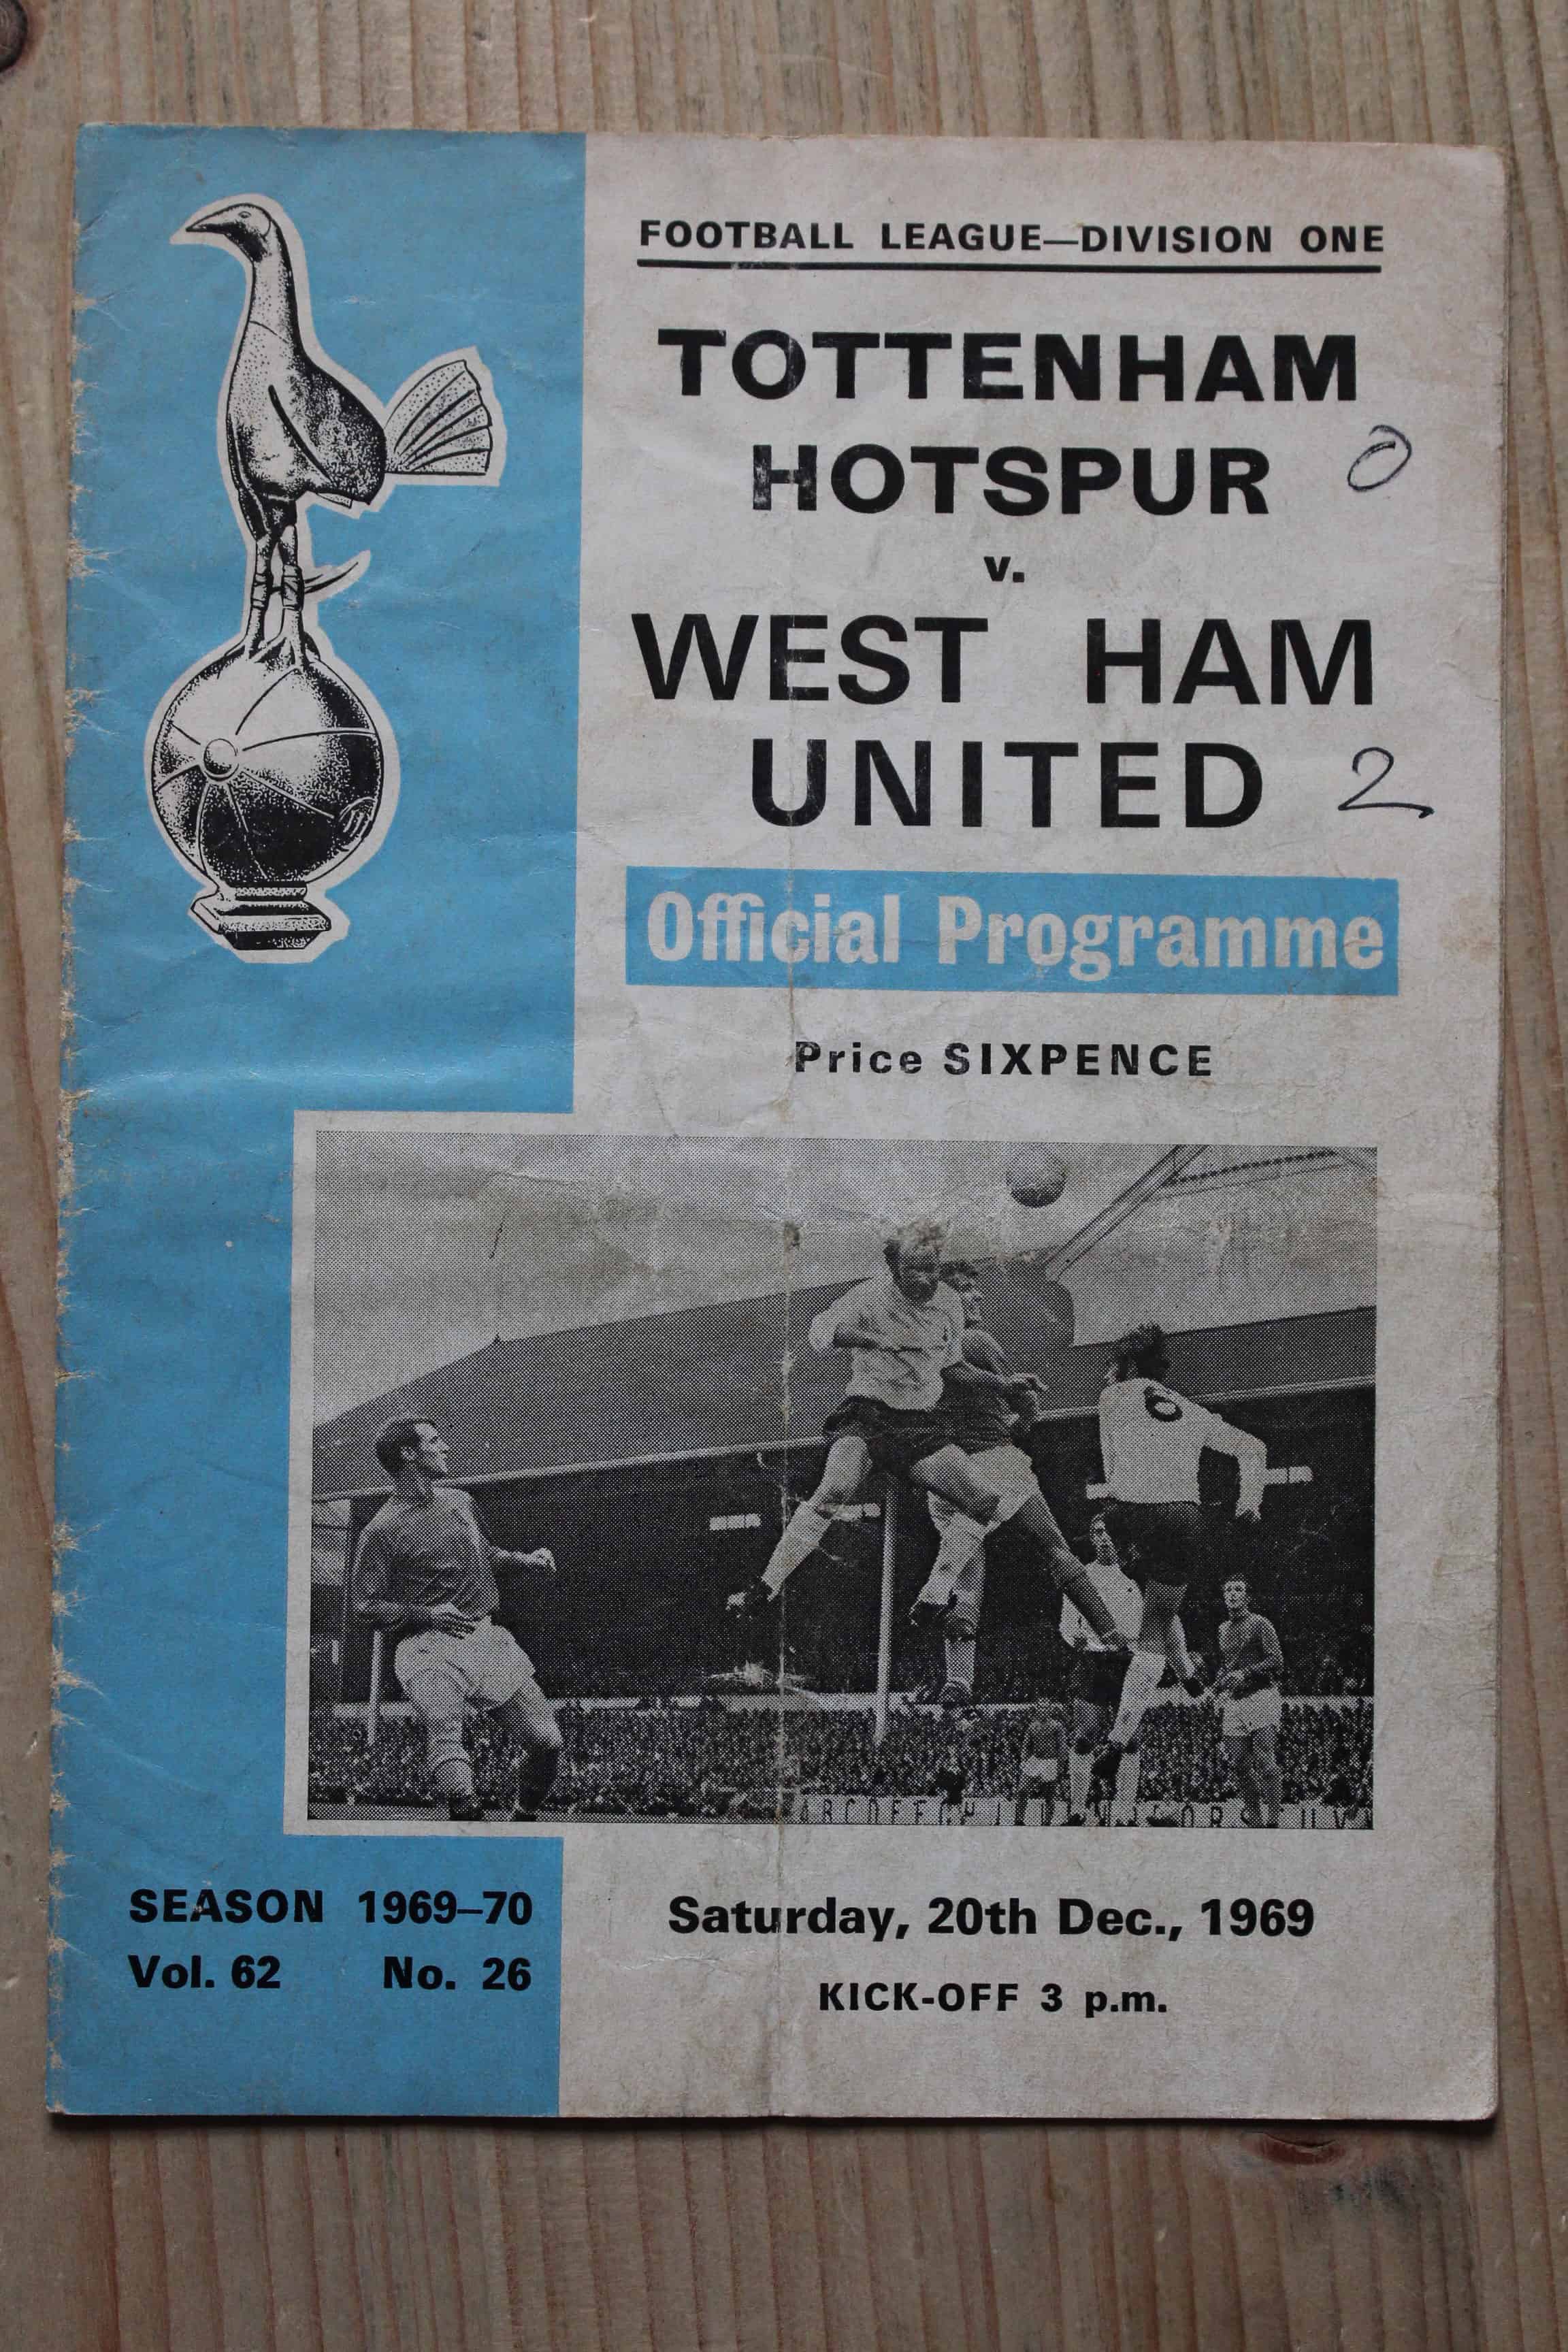 FOOTBALL LEAGUE—DIVISION ONE
TOTTENHAM
HOTSPUR 0
v.
WEST HAM
UNITED 2
Official Programme
Price SIXPENCE
6
A B C D E F G H
Q R S T U V
SEASON 1969–70
Vol. 62 No. 26
Saturday, 20th Dec., 1969
KICK-OFF 3 p.m.